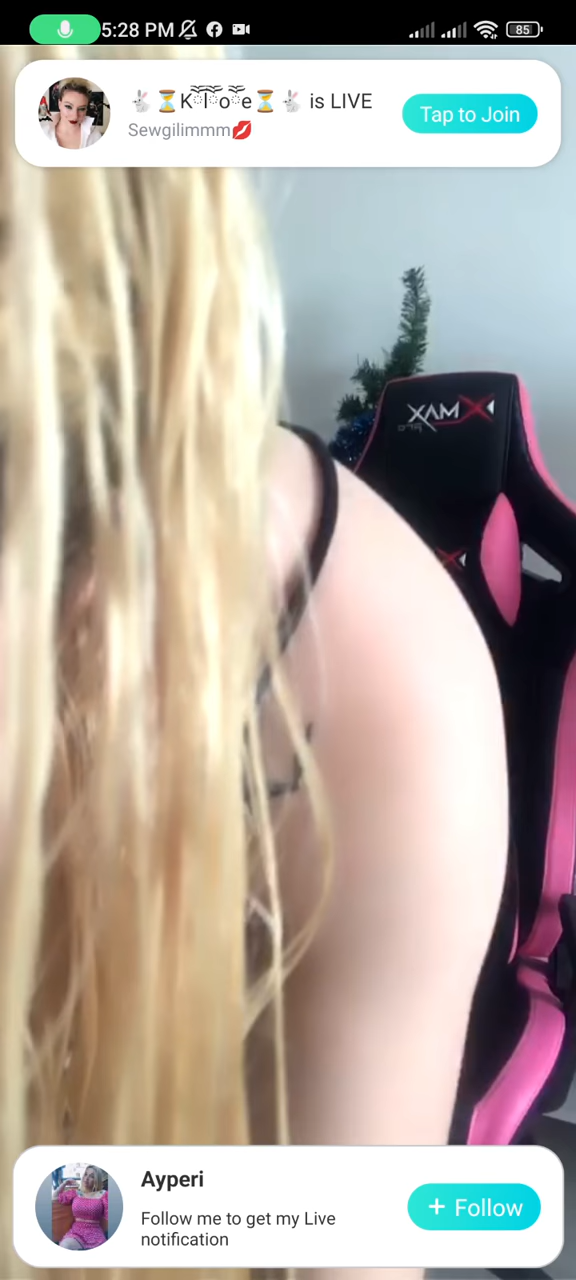 5:28 PM
85
🐇⏳K͆l͆o͆e⏳🐇 is LIVE
Sewgilimmm💋
Tap to Join
XMAX
Ayperi
Follow me to get my Live
notification
+ Follow